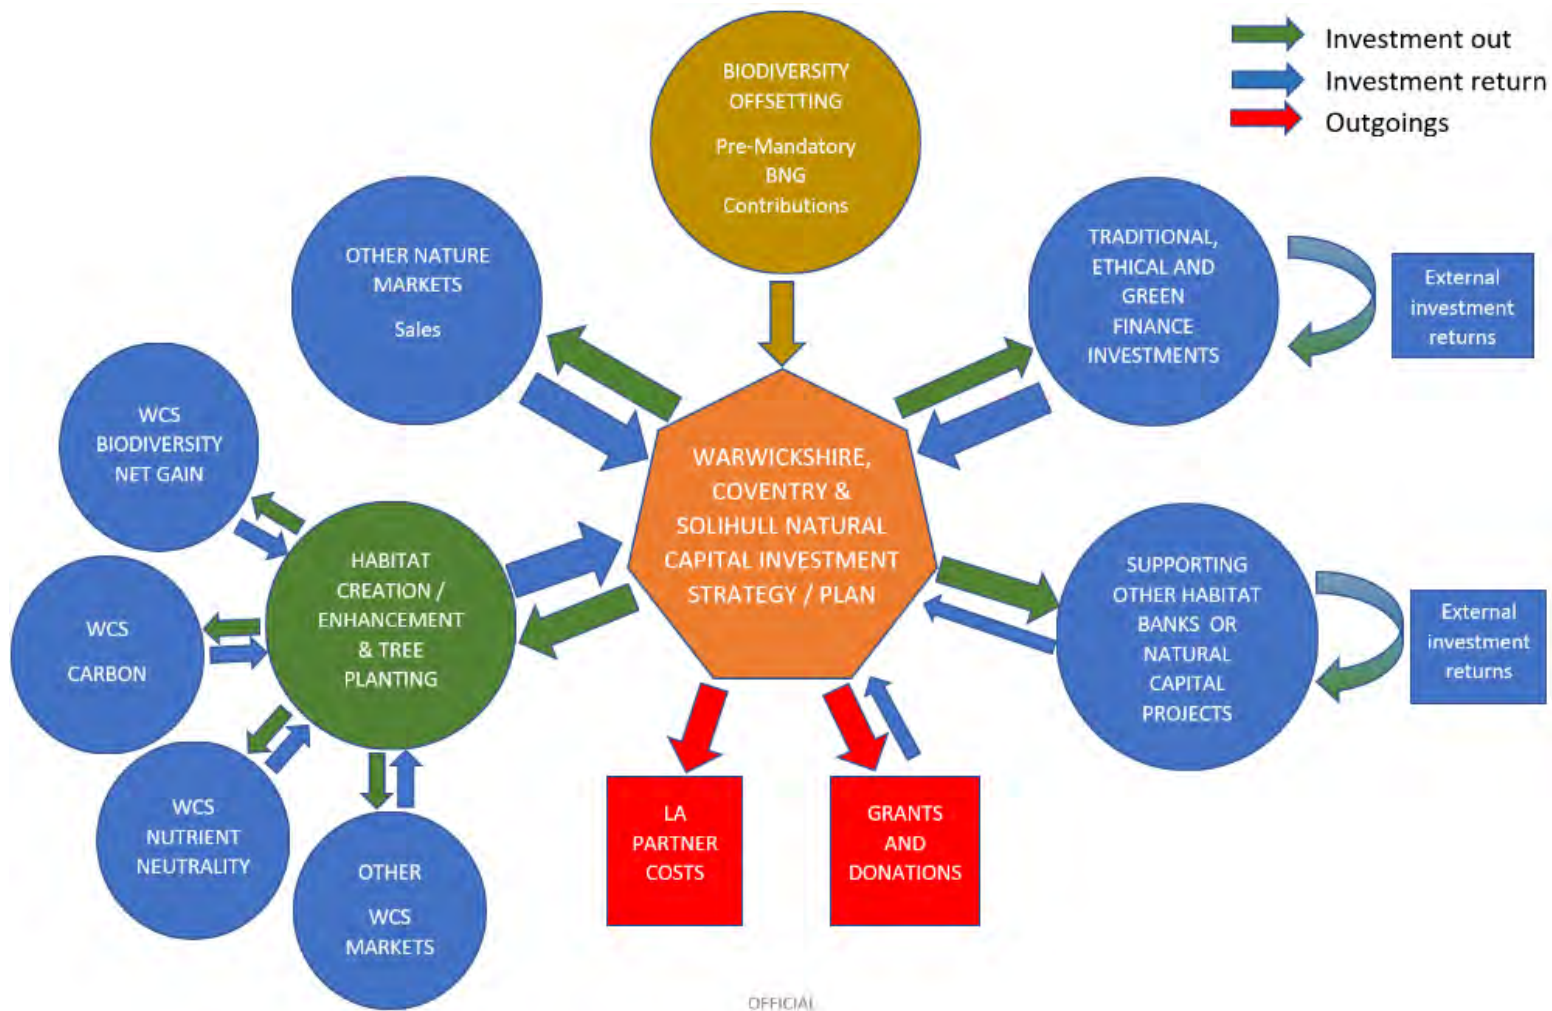 Investment out
Investment return
Outgoings
BIODIVERSITY
OFFSETTING
Pre-Mandatory
BNG
Contributions
OTHER NATURE
MARKETS
Sales
TRADITIONAL,
ETHICAL AND
GREEN
FINANCE
INVESTMENTS
External
investment
returns
WCS
BIODIVERSITY
NET GAIN
WARWICKSHIRE,
COVENTRY &
SOLIHULL NATURAL
CAPITAL INVESTMENT
STRATEGY / PLAN
HABITAT
CREATION /
ENHANCEMENT
& TREE
PLANTING
SUPPORTING
OTHER HABITAT
BANKS OR
NATURAL
CAPITAL
PROJECTS
External
investment
returns
WCS
CARBON
WCS
NUTRIENT
NEUTRALITY
OTHER
WCS
MARKETS
LA
PARTNER
COSTS
GRANTS
AND
DONATIONS
OFFICIAL